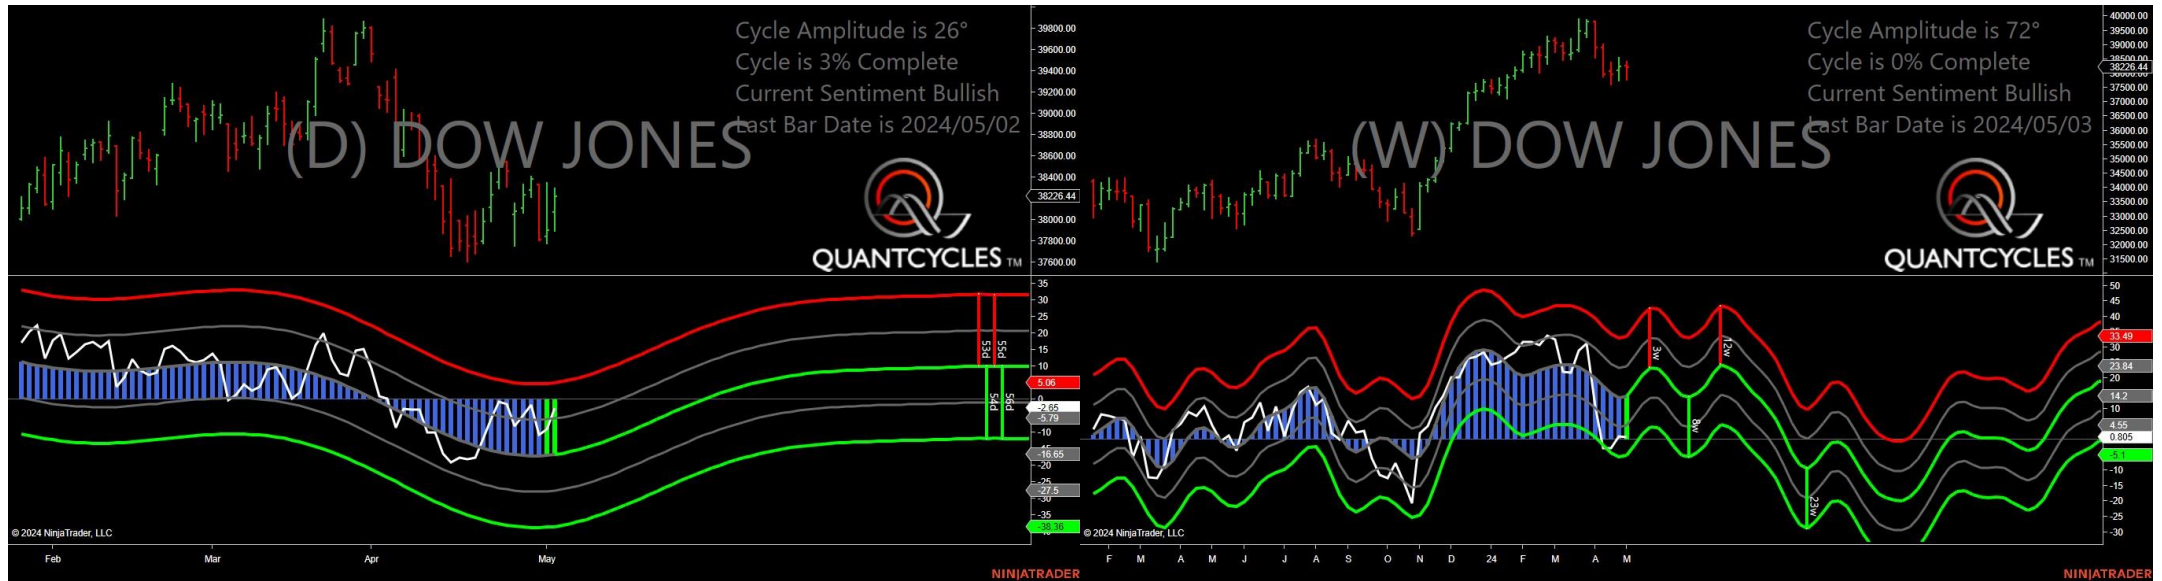 Cycle Amplitude is 26°
Cycle is 3% Complete
Current Sentiment Bullish
Last Bar Date is 2024/05/02
(D) DOW JONES
QUANTCYCLES TM
39800.00
39600.00
39400.00
39200.00
39000.00
38800.00
38600.00
38400.00
38226.44
38000.00
37800.00
37600.00
35
30
25
20
15
10
5.06
0
-2.65
-5.79
-10
-15
-16.65
-20
-25
-27.5
-30
-35
-38.36
53d
55d
54d
56d
© 2024 NinjaTrader, LLC
Feb
Mar
Apr
May
NINJATRADER
Cycle Amplitude is 72°
Cycle is 0% Complete
Current Sentiment Bullish
Last Bar Date is 2024/05/03
(W) DOW JONES
QUANTCYCLES TM
40000.00
39500.00
39000.00
38500.00
38226.44
38000.00
37500.00
37000.00
36500.00
36000.00
35500.00
35000.00
34500.00
34000.00
33500.00
33000.00
32500.00
32000.00
31500.00
50
45
40
33.49
30
23.84
20
14.2
10
4.55
0.805
-5.1
-10
-15
-20
-25
-30
3w
12w
8w
23w
© 2024 NinjaTrader, LLC
F
M
A
M
J
J
A
S
O
N
D
24
F
M
A
M
NINJATRADER